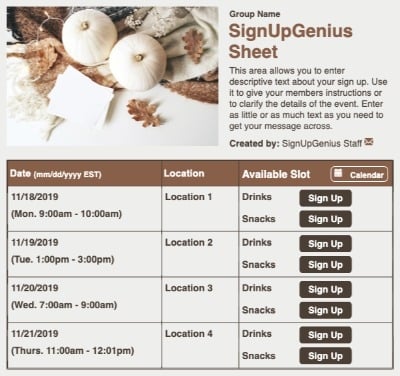 Group Name
SignUpGenius
Sheet
This area allows you to enter
descriptive text about your sign up. Use
it to give your members instructions or
to clarify the details of the event. Enter
as little or as much text as you need to
get your message across.
Created by: SignUpGenius Staff
Date (mm/dd/yyyy EST) Location Available Slot Calendar
11/18/2019 Location 1 Drinks Sign Up
(Mon. 9:00am - 10:00am) Snacks Sign Up
11/19/2019 Location 2 Drinks Sign Up
(Tue. 1:00pm - 3:00pm) Snacks Sign Up
11/20/2019 Location 3 Drinks Sign Up
(Wed. 7:00am - 9:00am) Snacks Sign Up
11/21/2019 Location 4 Drinks Sign Up
(Thurs. 11:00am - 12:01pm) Snacks Sign Up